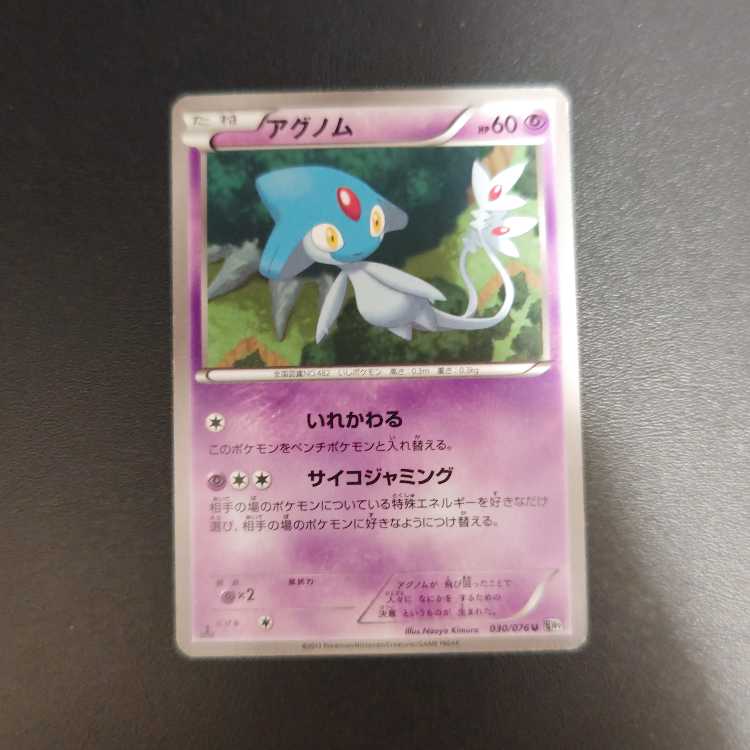 たね
アグノム
HP60
全国図鑑NO.482 いしポケモン 高さ:0.3m 重さ:0.3kg
いれかわる
このポケモンをベンチポケモンと入れ替える。
サイコジャミング
相手の場のポケモンについている特殊エネルギーを好きなだけ
選び、相手の場のポケモンに好きなようにつけ替える。
弱点 抵抗力
×2
にげる
アグノムが 飛び回ったことで
人々に なにかを するための
決意 というものが 生まれた。
Illus.Naoyo Kimura 030/076 U
©2013 Pokémon/Nintendo/Creatures/GAME FREAK.